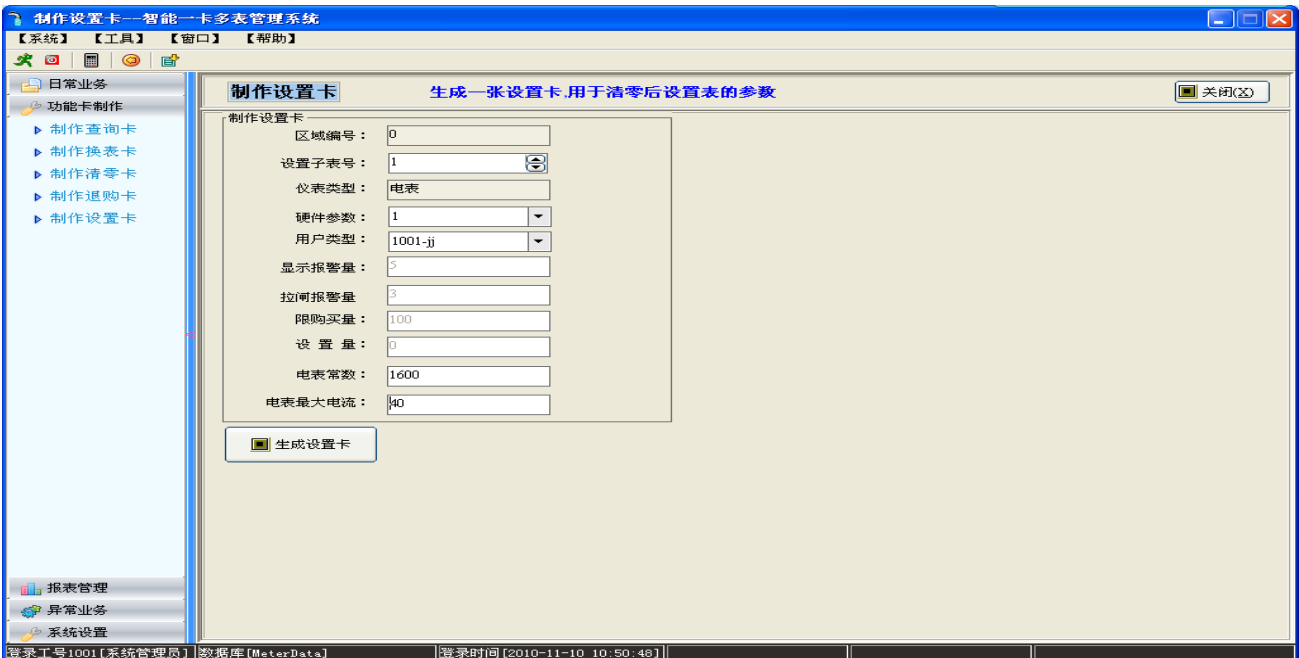 制作设置卡--智能一卡多表管理系统
【系统】 【工具】 【窗口】 【帮助】
日常业务
功能卡制作
制作查询卡
制作换表卡
制作清零卡
制作退购卡
制作设置卡
报表管理
异常业务
系统设置
制作设置卡 生成一张设置卡,用于清零后设置表的参数 关闭(X)
制作设置卡
区域编号： 0
设置子表号： 1
仪表类型： 电表
硬件参数： 1
用户类型： 1001-jj
显示报警量： 5
拉闸报警量 3
限购买量： 100
设 置 量： 0
电表常数： 1600
电表最大电流： 40
生成设置卡
登录工号1001[系统管理员] 数据库[MeterData] 登录时间[2010-11-10 10:50:48]